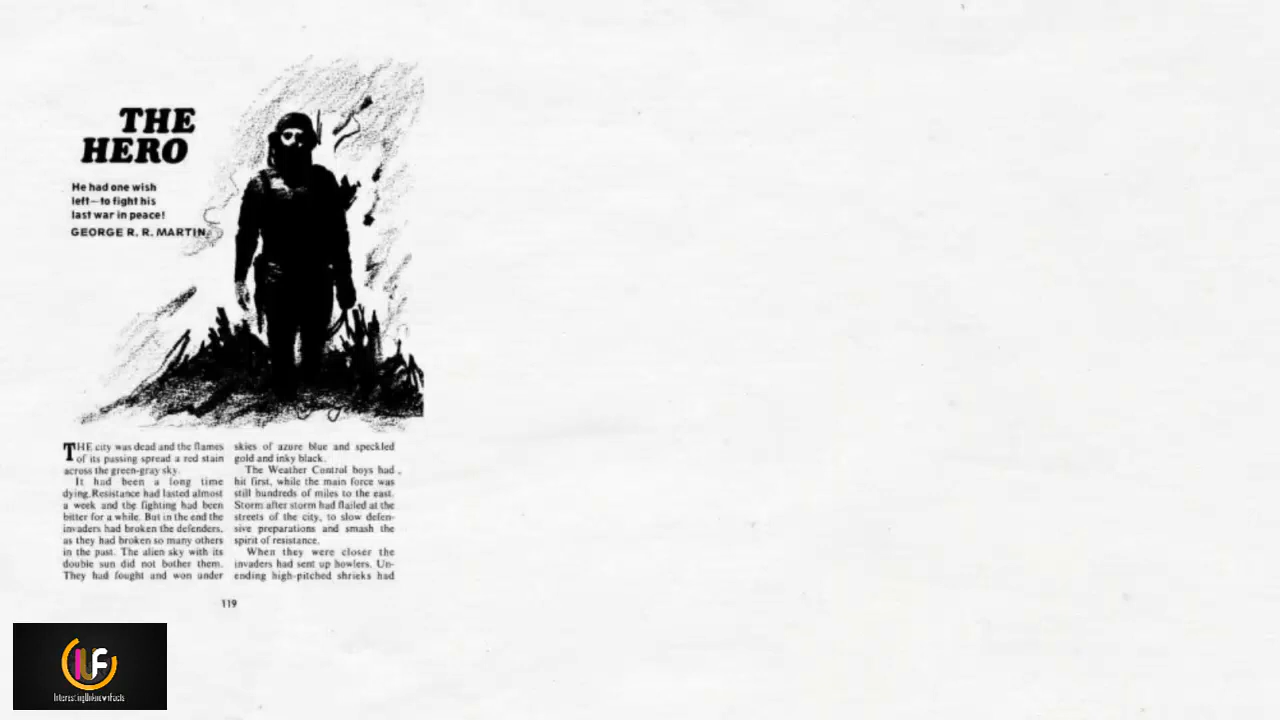 THE
HERO
He had one wish
left—to fight his
last war in peace!
GEORGE R. R. MARTIN
THE city was dead and the flames
of its passing spread a red stain
across the green-gray sky.
It had been a long time
dying. Resistance had lasted almost
a week and the fighting had been
bitter for a while. But in the end the
invaders had broken the defenders,
as they had broken so many others
in the past. The alien sky with its
double sun did not bother them.
They had fought and won under
skies of azure blue and speckled
gold and inky black.
The Weather Control boys had
hit first, while the main force was
still hundreds of miles to the east.
Storm after storm had flailed at the
streets of the city, to slow defen-
sive preparations and smash the
spirit of resistance.
When they were closer the
invaders had sent up howlers. Un-
ending high-pitched shrieks had
119
IUF
InterestingUnknownFacts